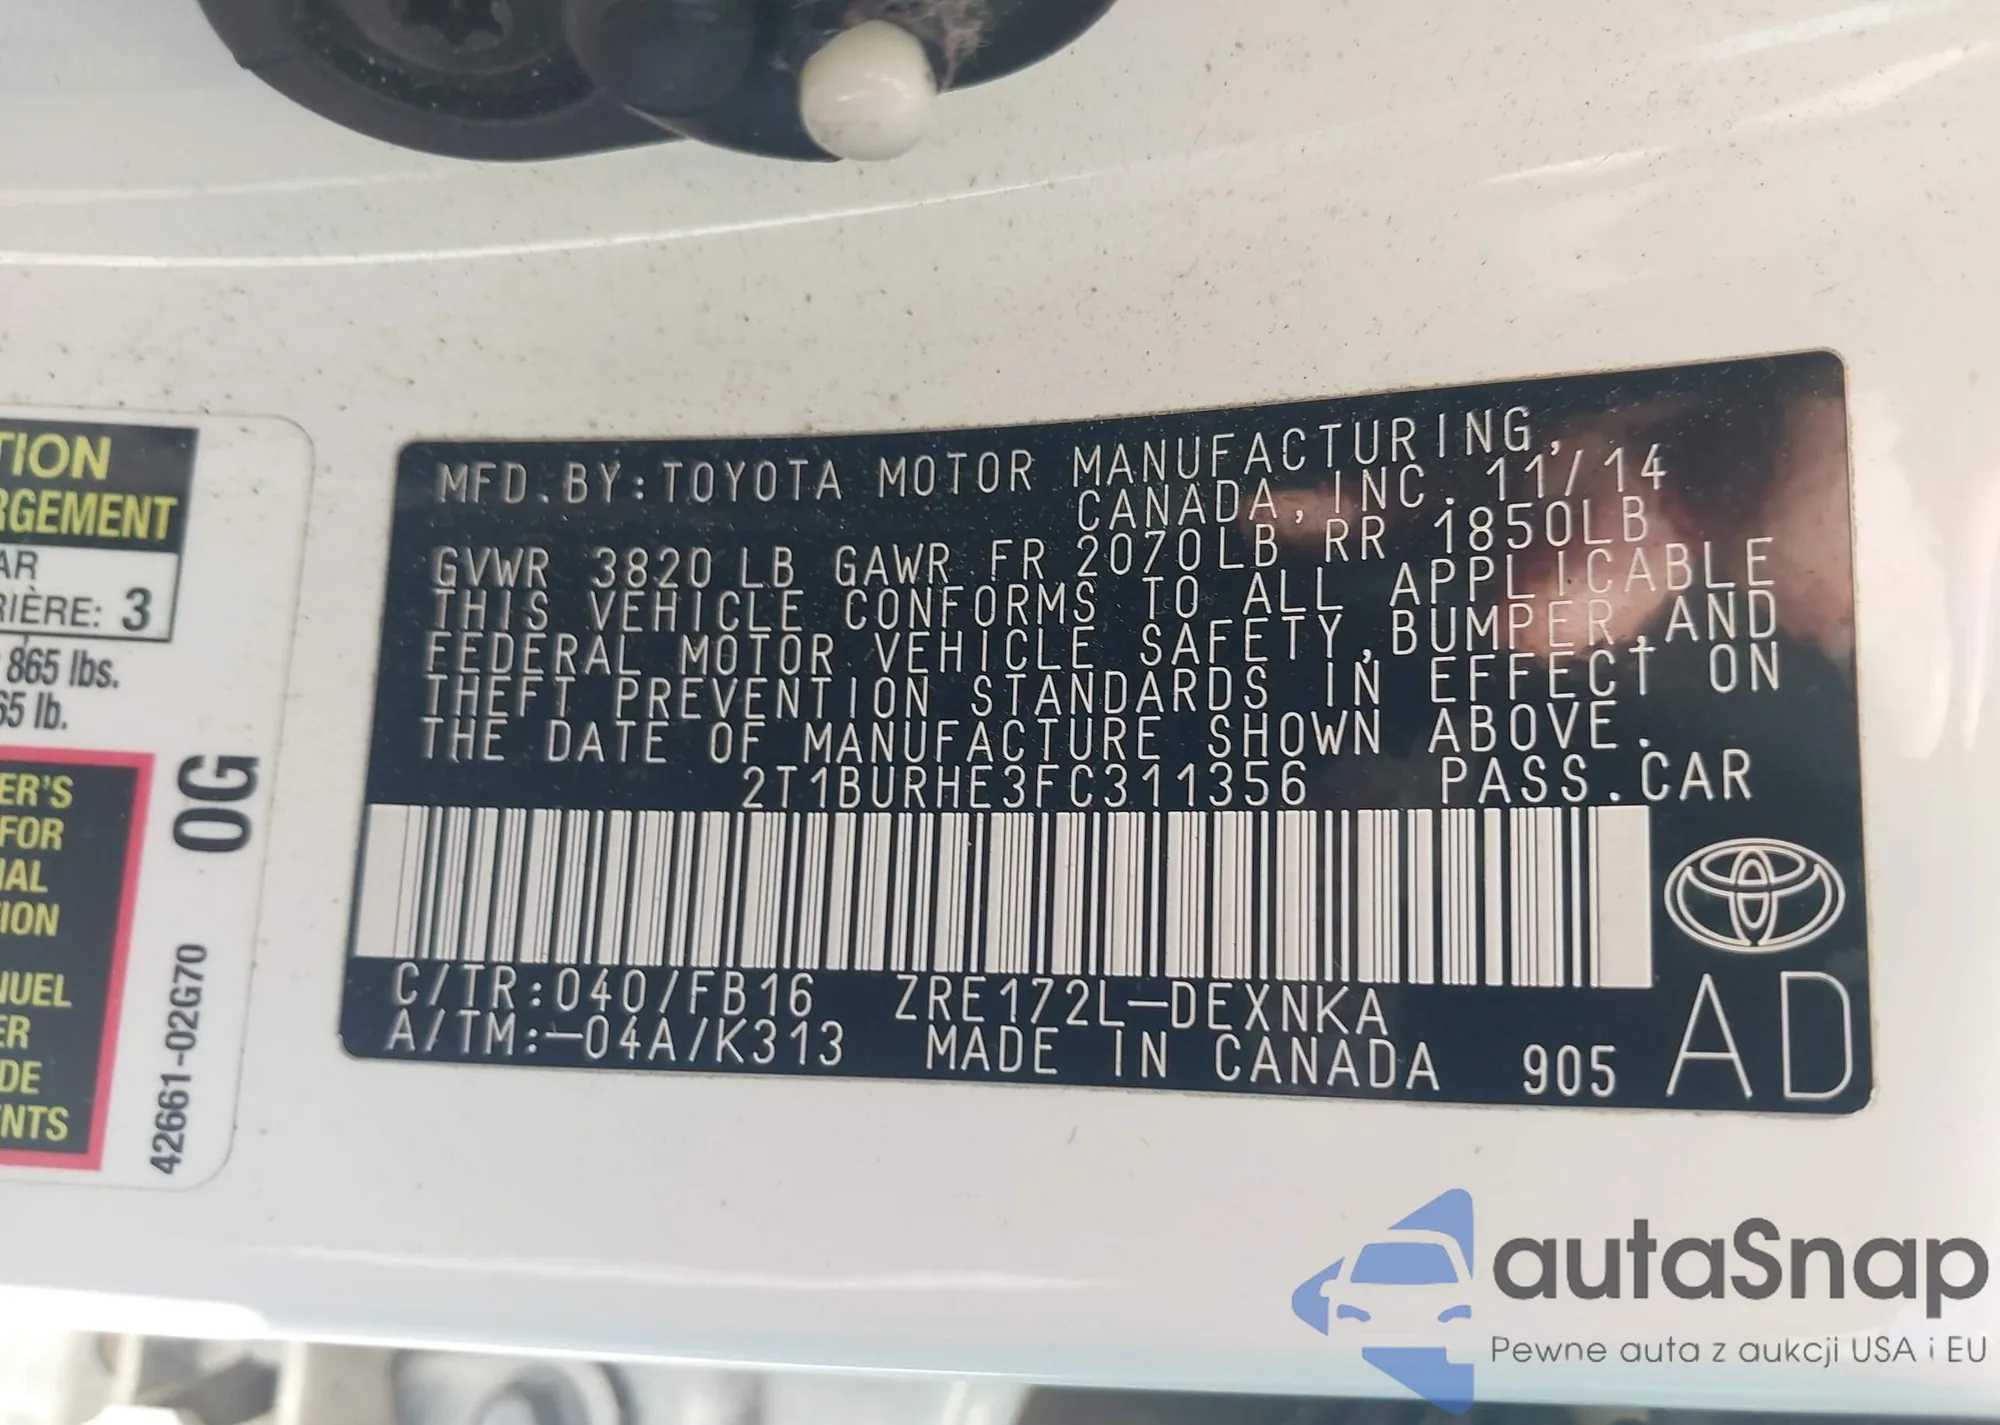 MFD.BY:TOYOTA MOTOR MANUFACTURING,
CANADA, INC. 11/14
GVWR 3820 LB GAWR FR 2070LB RR 1850LB
THIS VEHICLE CONFORMS TO ALL APPLICABLE
FEDERAL MOTOR VEHICLE SAFETY,BUMPER,AND
THEFT PREVENTION STANDARDS IN EFFECT ON
THE DATE OF MANUFACTURE SHOWN ABOVE.
2T1BURHE3FC311356 PASS.CAR
C/TR:040/FB16 ZRE172L-DEXNKA
A/TM:-04A/K313 MADE IN CANADA 905 AD
TION
RGEMENT
AR
RIÈRE: 3
865 lbs.
65 lb.
ER'S
FOR
IAL
ION
NUEL
ER
DE
NTS
0G
42661-02G70
autaSnap
Pewne auta z aukcji USA i EU